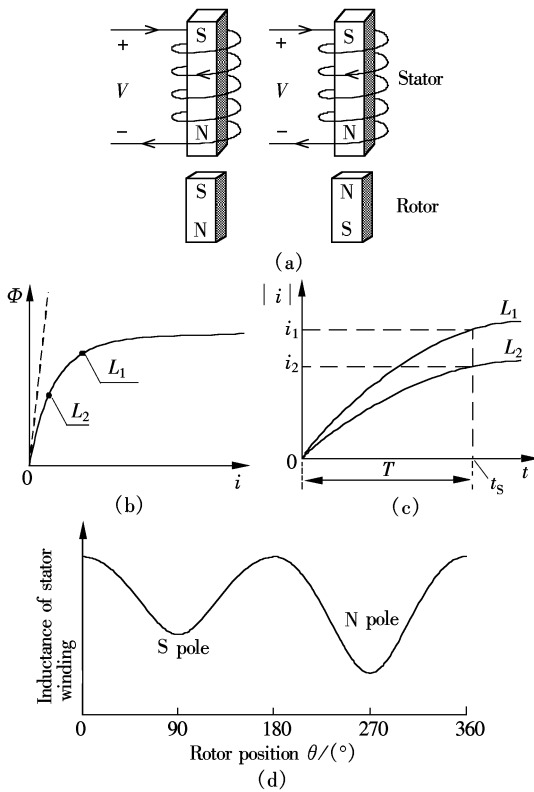 S
N
+
V
−
S
N
+
V
−
Stator
S
N
N
S
Rotor
(a)
Φ
L₁
L₂
0
i
(b)
| i |
i₁
i₂
L₁
L₂
0
T
tₛ
t
(c)
Inductance of stator
winding
S pole
N pole
0 90 180 270 360
Rotor position θ/(°)
(d)